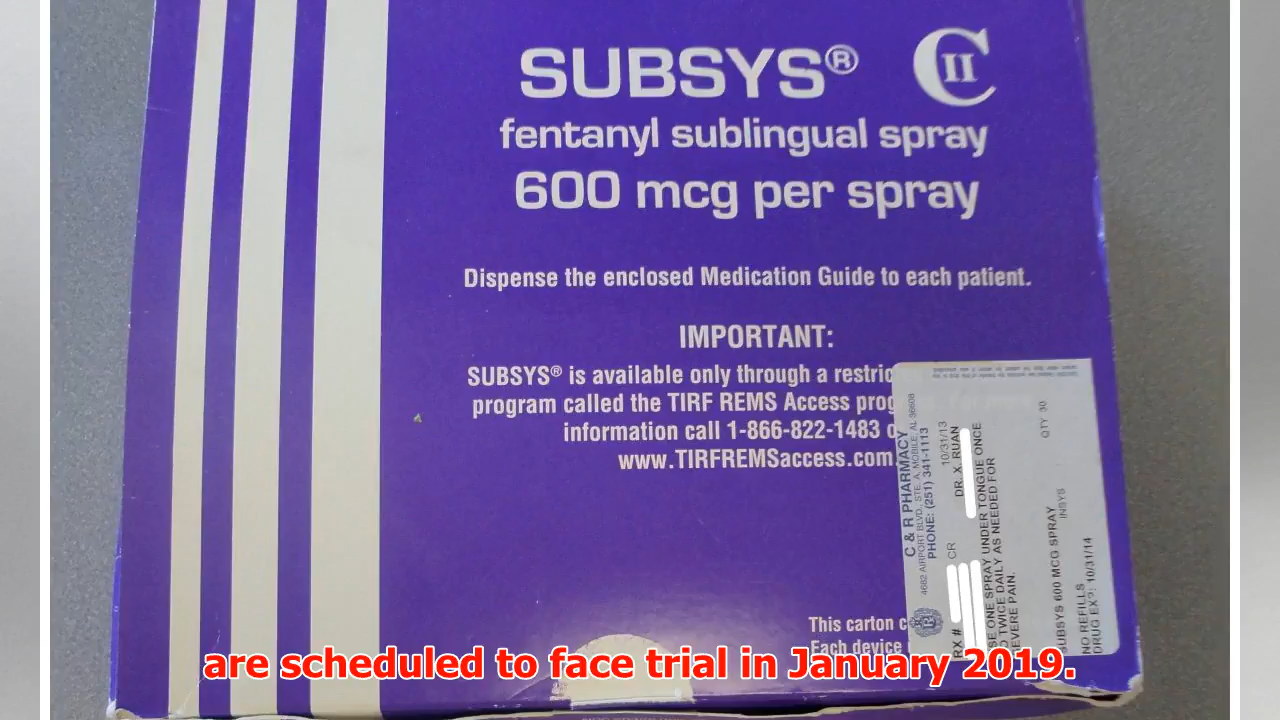 SUBSYS® CII
fentanyl sublingual spray
600 mcg per spray
Dispense the enclosed Medication Guide to each patient.
IMPORTANT:
SUBSYS® is available only through a restric
program called the TIRF REMS Access prog
information call 1-866-822-1483 o
www.TIRFREMSaccess.com
This carton c
Each device
C & R PHARMACY
4682 AIRPORT BLVD., STE. A, MOBILE, AL 36608
PHONE: (251) 341-1113
RX # CR 10/31/13
DR. X. RUAN
SE ONE SPRAY UNDER TONGUE ONCE
O TWICE DAILY AS NEEDED FOR
EVERE PAIN.
SUBSYS 600 MCG SPRAY QTY 30
INSYS
NO REFILLS
DRUG EXP: 10/31/14
are scheduled to face trial in January 2019.